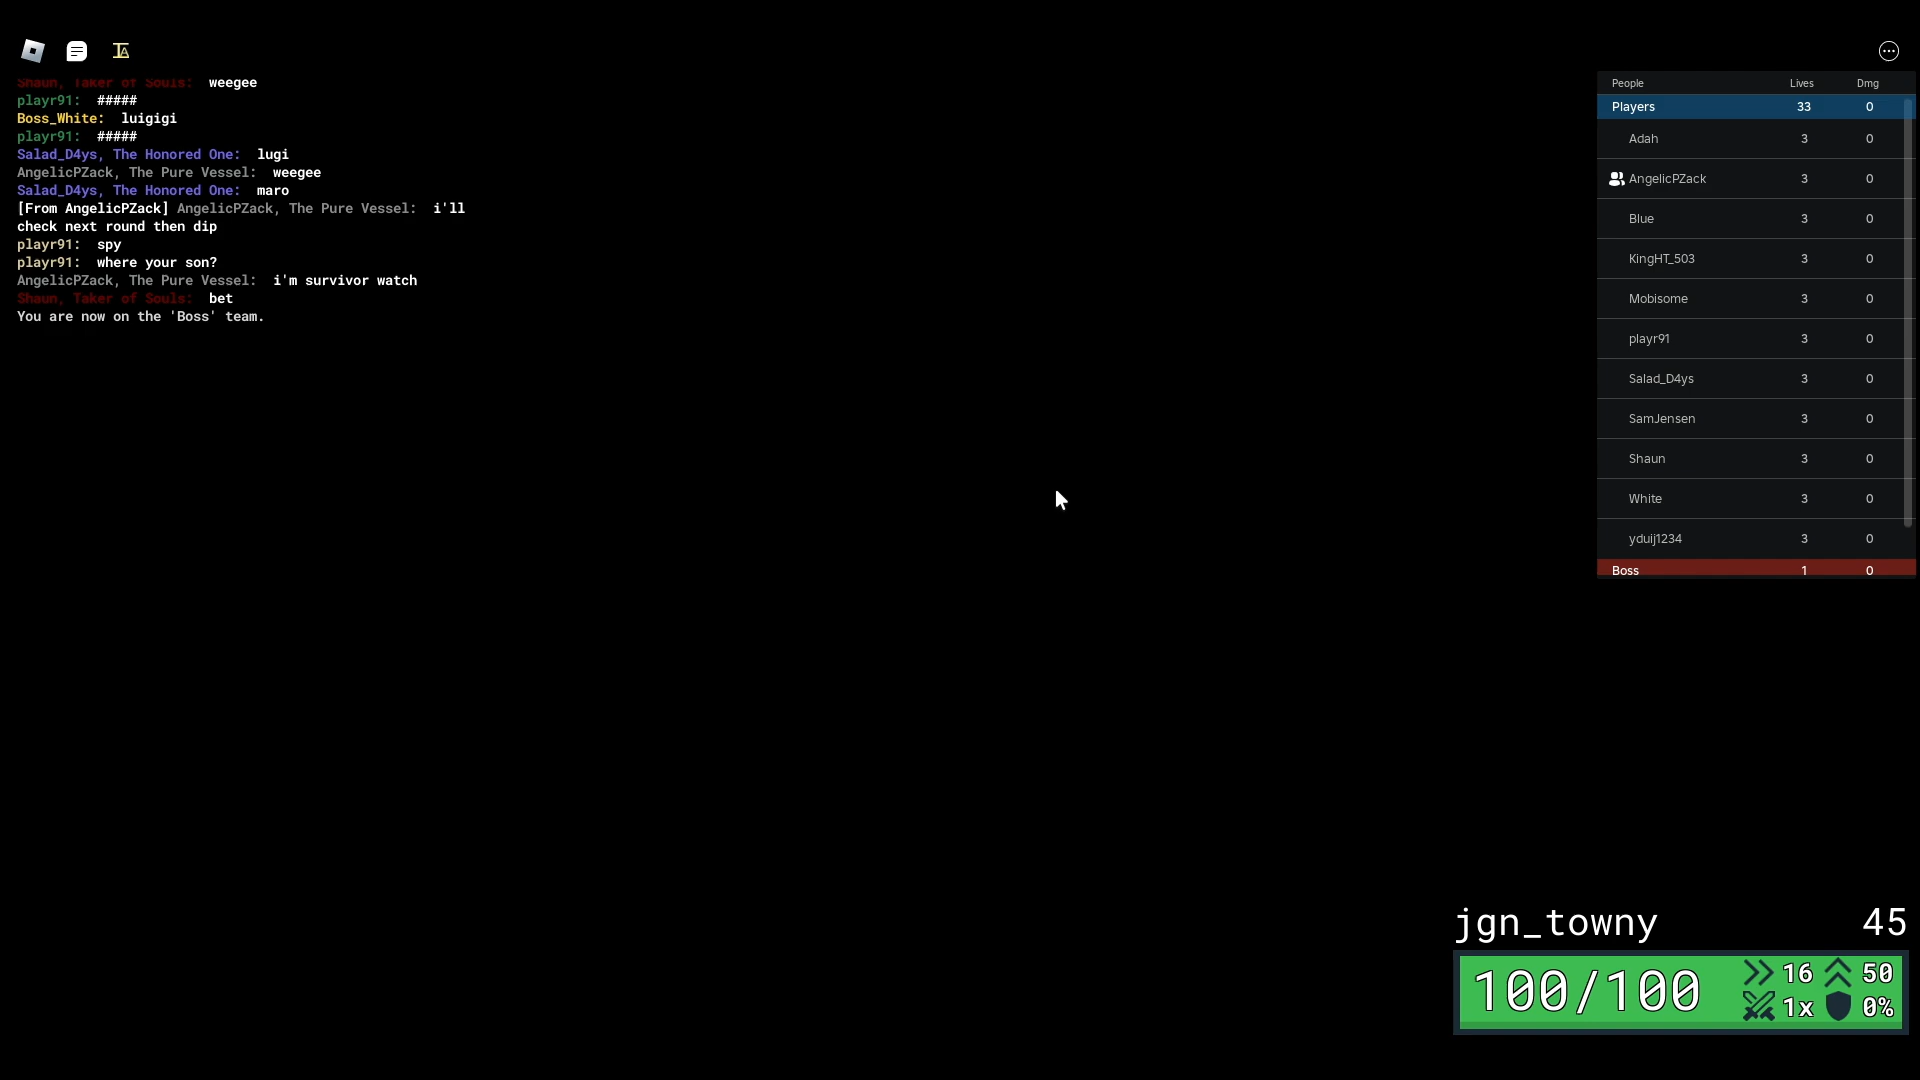 Shaun, Taker of Souls: weegee
playr91: #####
Boss_White: luigigi
playr91: #####
Salad_D4ys, The Honored One: lugi
AngelicPZack, The Pure Vessel: weegee
Salad_D4ys, The Honored One: maro
[From AngelicPZack] AngelicPZack, The Pure Vessel: i'll
check next round then dip
playr91: spy
playr91: where your son?
AngelicPZack, The Pure Vessel: i'm survivor watch
Shaun, Taker of Souls: bet
You are now on the 'Boss' team.
People Lives Dmg
Players 33 0
Adah 3 0
AngelicPZack 3 0
Blue 3 0
KingHT_503 3 0
Mobisome 3 0
playr91 3 0
Salad_D4ys 3 0
SamJensen 3 0
Shaun 3 0
White 3 0
yduij1234 3 0
Boss 1 0
jgn_towny 45
100/100 16 50
1x 0%